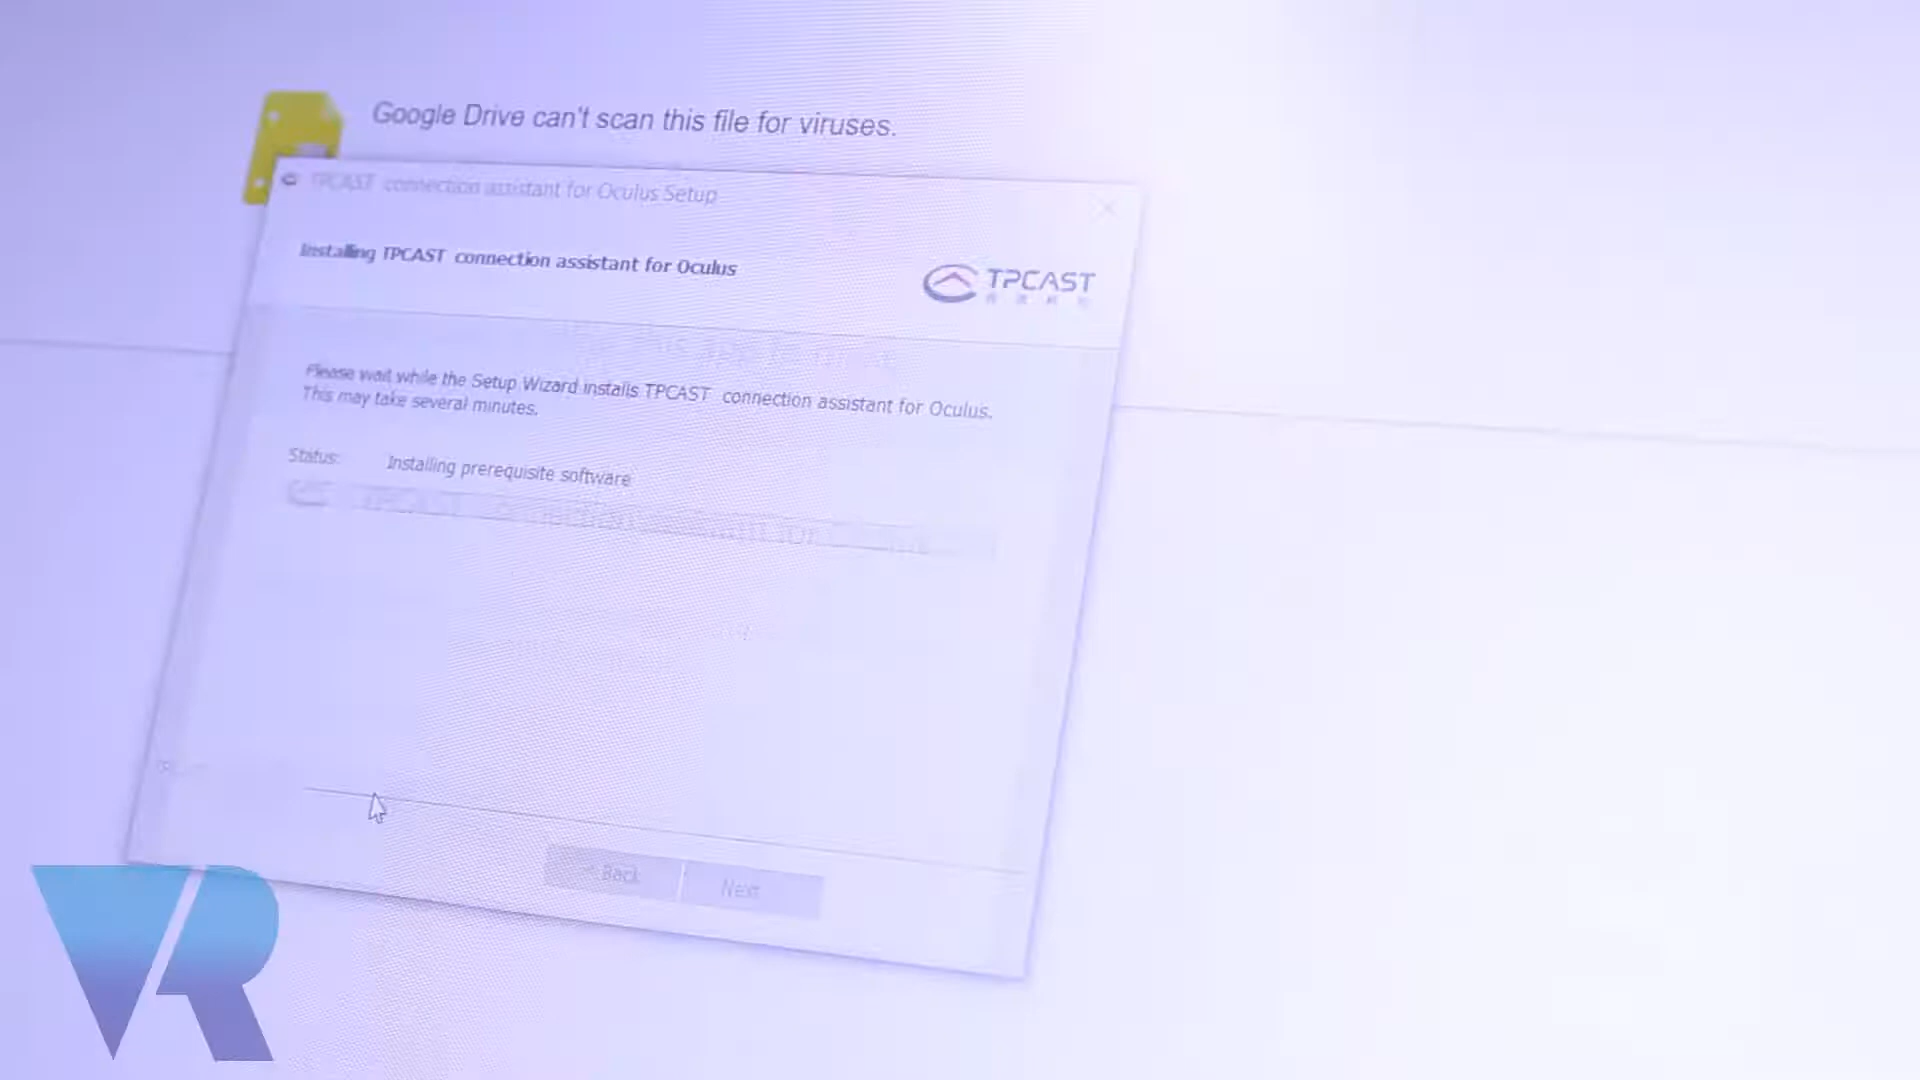 Google Drive can't scan this file for viruses.
TPCAST connection assistant for Oculus Setup
Installing TPCAST connection assistant for Oculus
TPCAST
Please wait while the Setup Wizard installs TPCAST connection assistant for Oculus.
This may take several minutes.
Status: Installing prerequisite software
Back
Next
VR